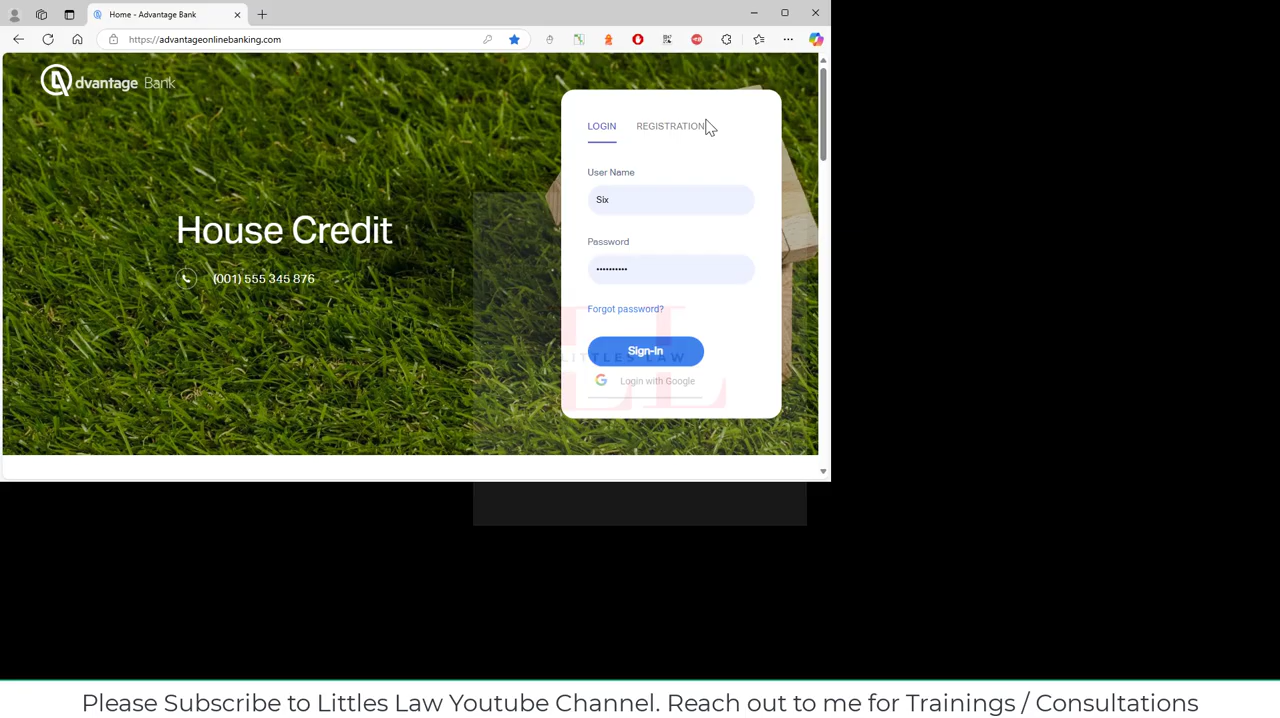 Home - Advantage Bank
https://advantageonlinebanking.com
dvantage Bank
LOGIN
REGISTRATION
User Name
Six
House Credit
Password
••••••••••
(001) 555 345 876
Forgot password?
Sign-In
LITTLES LAW
Login with Google
Please Subscribe to Littles Law Youtube Channel. Reach out to me for Trainings / Consultations